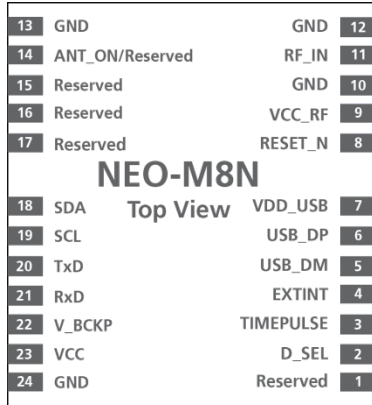 13 GND GND 12
14 ANT_ON/Reserved RF_IN 11
15 Reserved GND 10
16 Reserved VCC_RF 9
17 Reserved RESET_N 8
NEO-M8N
Top View
18 SDA VDD_USB 7
19 SCL USB_DP 6
20 TxD USB_DM 5
21 RxD EXTINT 4
22 V_BCKP TIMEPULSE 3
23 VCC D_SEL 2
24 GND Reserved 1